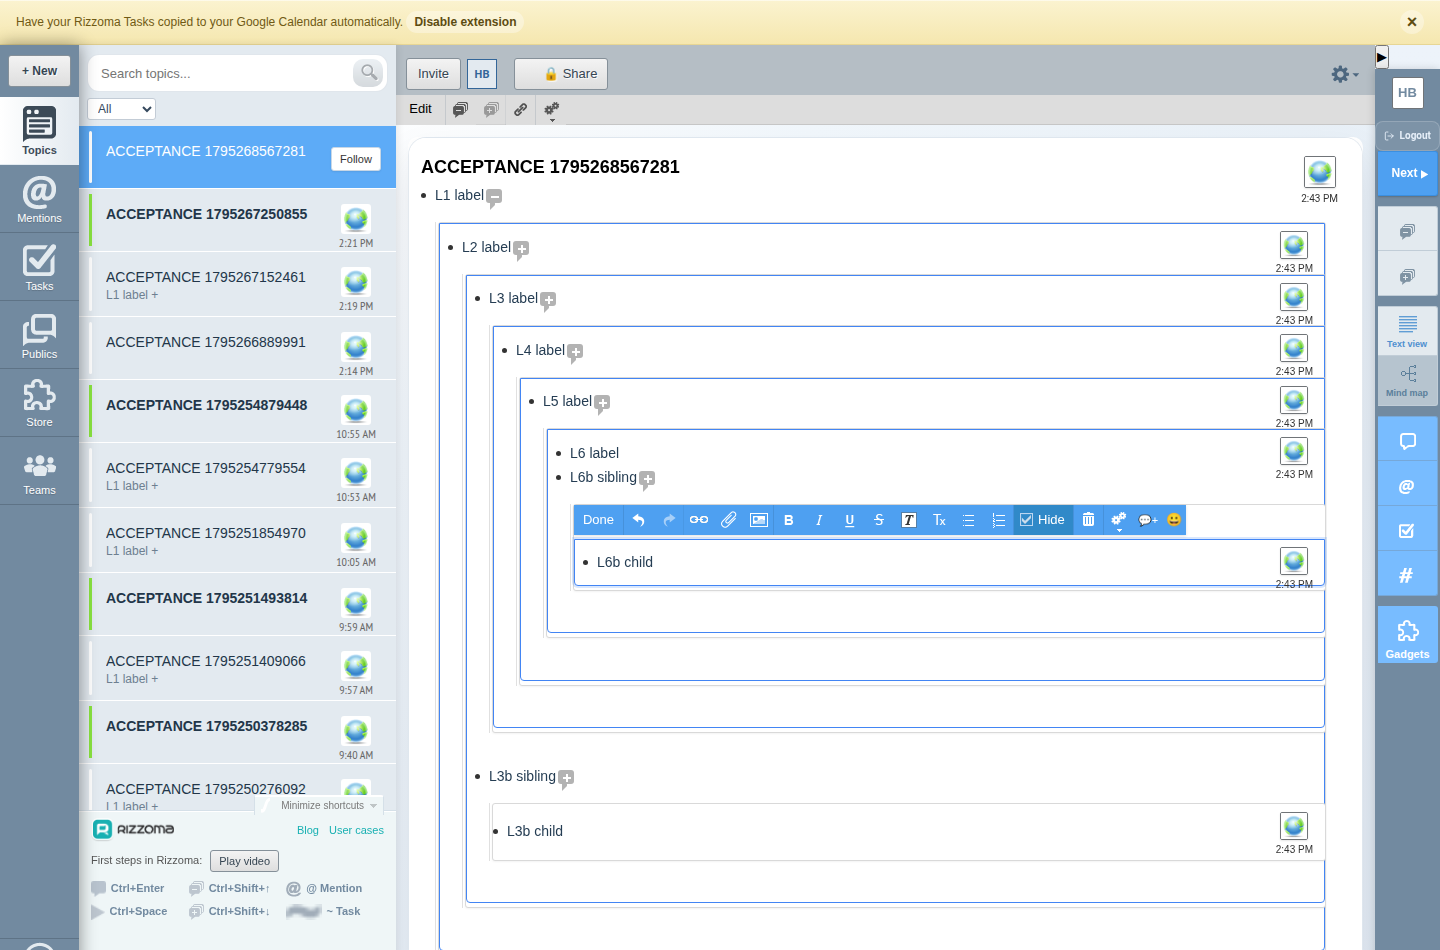 Have your Rizzoma Tasks copied to your Google Calendar automatically. Disable extension ×
+ New
Topics
Mentions
Tasks
Publics
Store
Teams
Search topics...
All
ACCEPTANCE 1795268567281
Follow
ACCEPTANCE 1795267250855
2:21 PM
ACCEPTANCE 1795267152461
L1 label +
2:19 PM
ACCEPTANCE 1795266889991
2:14 PM
ACCEPTANCE 1795254879448
10:55 AM
ACCEPTANCE 1795254779554
L1 label +
10:53 AM
ACCEPTANCE 1795251854970
L1 label +
10:05 AM
ACCEPTANCE 1795251493814
9:59 AM
ACCEPTANCE 1795251409066
L1 label +
9:57 AM
ACCEPTANCE 1795250378285
9:40 AM
ACCEPTANCE 1795250276092
L1 label +
Minimize shortcuts
RIZZOMA
Blog User cases
First steps in Rizzoma: Play video
Ctrl+Enter Ctrl+Shift+↑ @ Mention
Ctrl+Space Ctrl+Shift+↓ ~ Task
Invite HB 🔒 Share
Edit
ACCEPTANCE 1795268567281
2:43 PM
L1 label
L2 label
2:43 PM
L3 label
2:43 PM
L4 label
2:43 PM
L5 label
2:43 PM
L6 label
2:43 PM
L6b sibling
Done B I U S T Tx Hide
L6b child
2:43 PM
L3b sibling
L3b child
2:43 PM
HB
Logout
Next ▶
Text view
Mind map
@
#
Gadgets